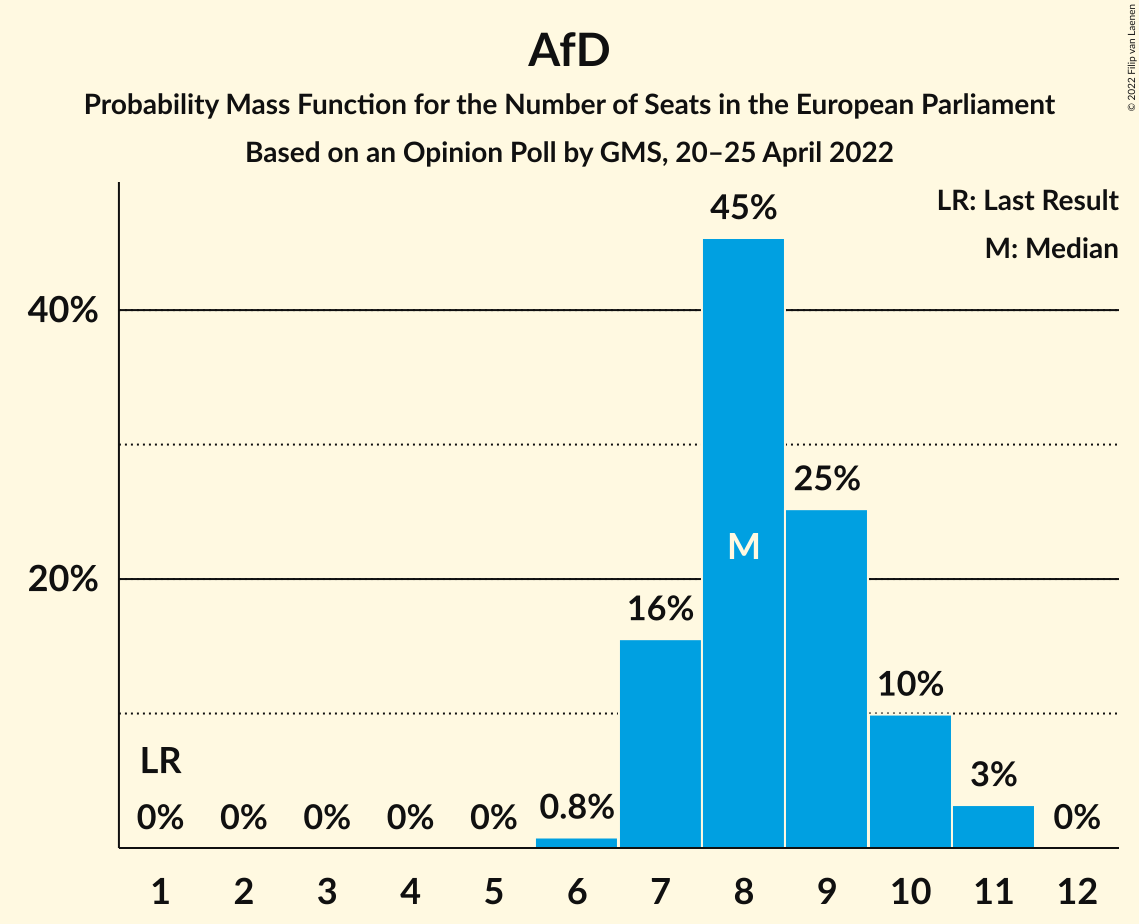 AfD
Probability Mass Function for the Number of Seats in the European Parliament
Based on an Opinion Poll by GMS, 20–25 April 2022
© 2022 Filip van Laenen
LR: Last Result
M: Median
45%
40%
25%
M
20%
16%
10%
LR
3%
0% 0% 0% 0% 0% 0.8% 0%
1 2 3 4 5 6 7 8 9 10 11 12